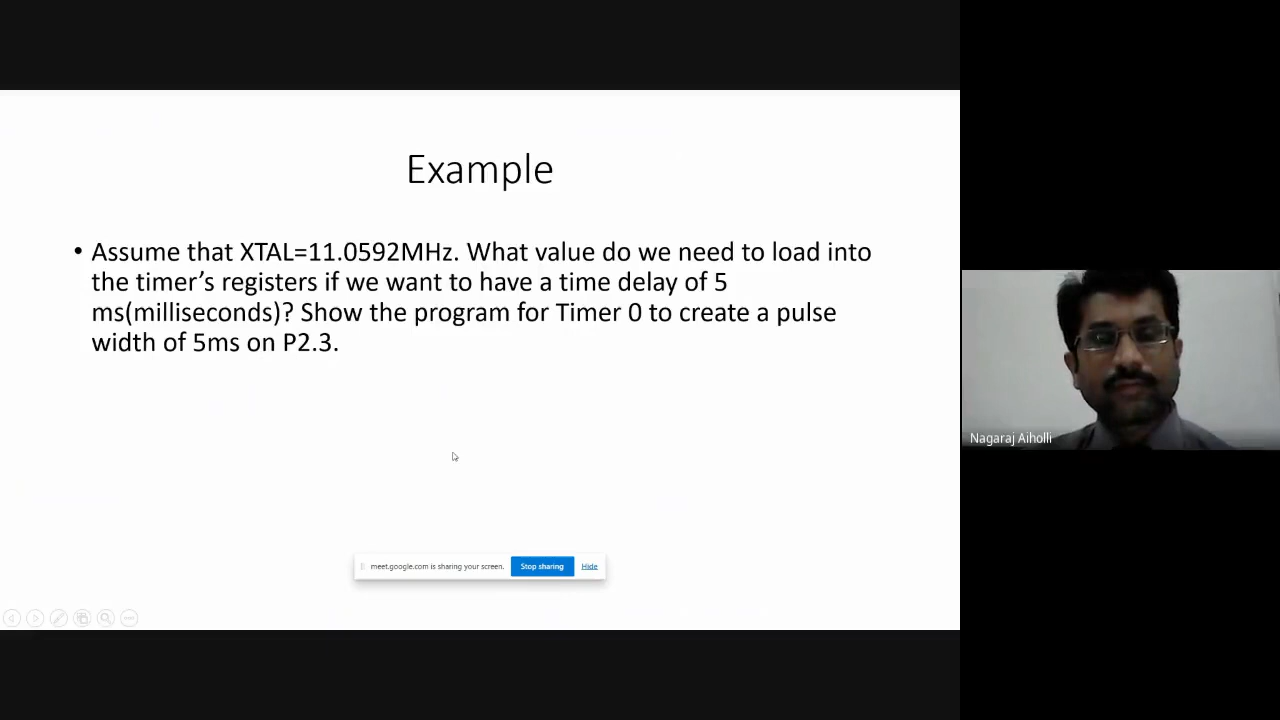 Example
• Assume that XTAL=11.0592MHz. What value do we need to load into
the timer’s registers if we want to have a time delay of 5
ms(milliseconds)? Show the program for Timer 0 to create a pulse
width of 5ms on P2.3.
meet.google.com is sharing your screen. Stop sharing Hide
Nagaraj Aiholli